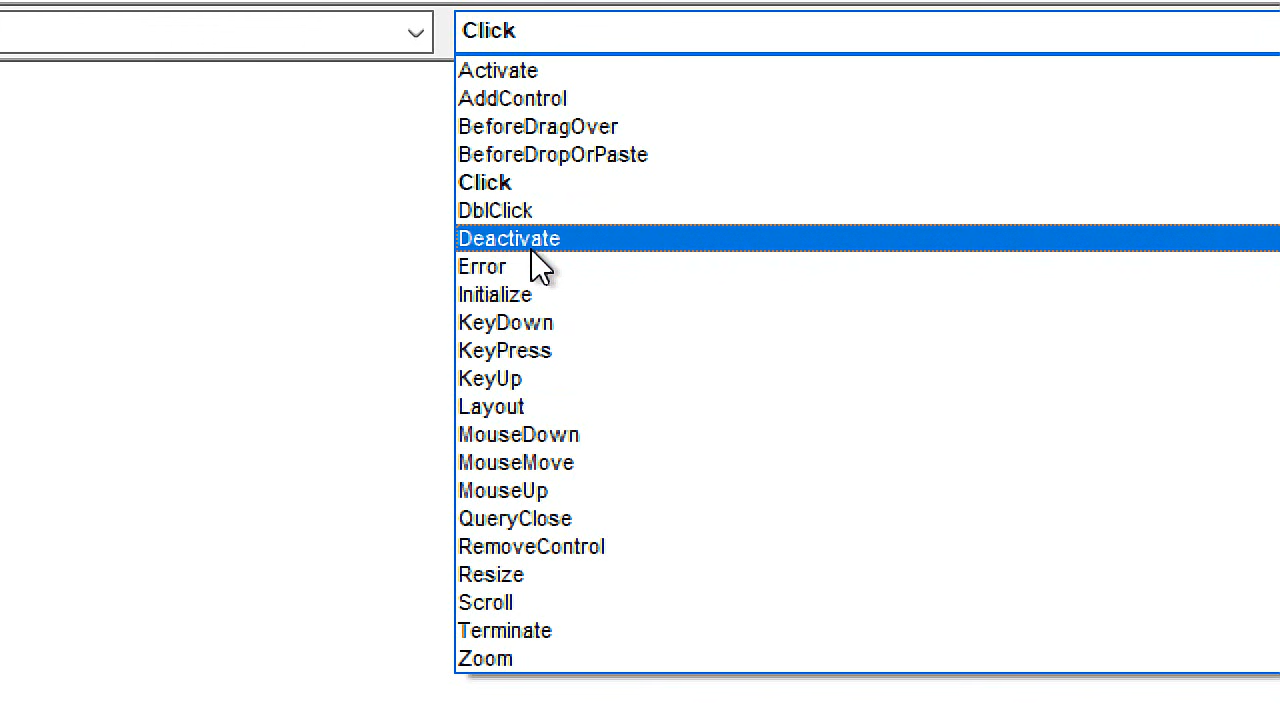 Click
Activate
AddControl
BeforeDragOver
BeforeDropOrPaste
Click
DblClick
Deactivate
Error
Initialize
KeyDown
KeyPress
KeyUp
Layout
MouseDown
MouseMove
MouseUp
QueryClose
RemoveControl
Resize
Scroll
Terminate
Zoom